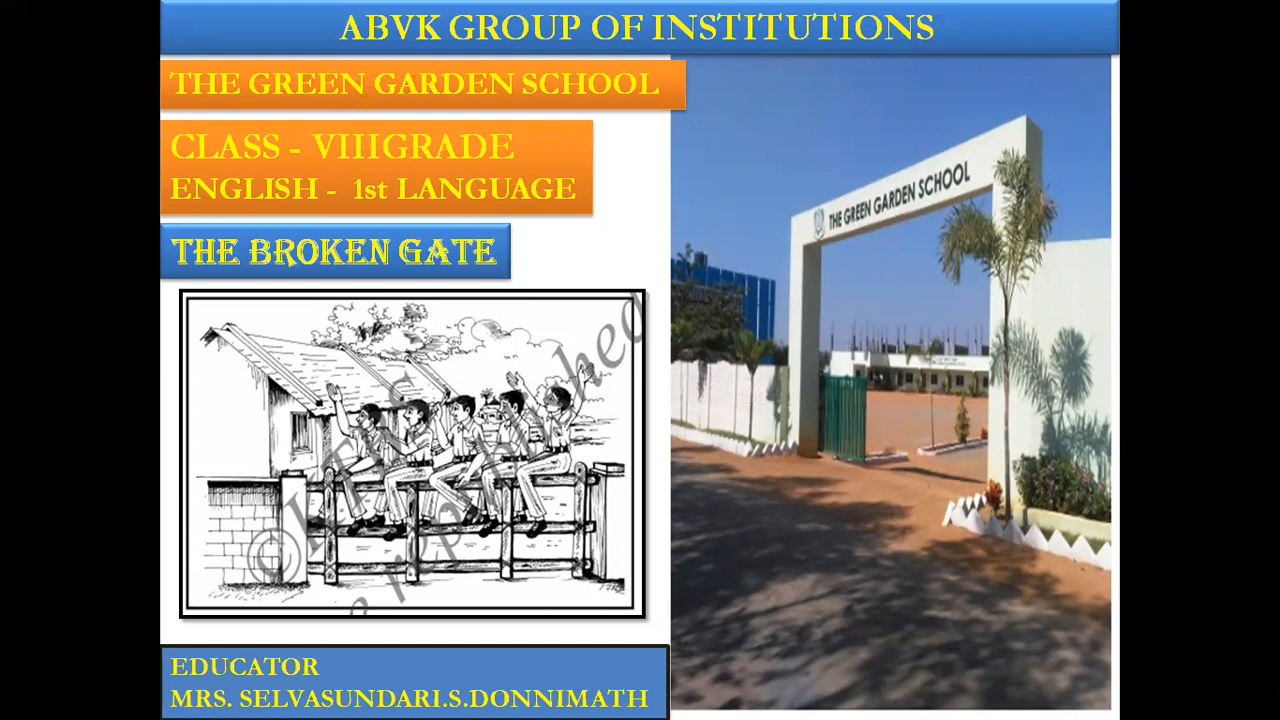 ABVK GROUP OF INSTITUTIONS
THE GREEN GARDEN SCHOOL
CLASS - VIIIGRADE
ENGLISH - 1st LANGUAGE
THE BROKEN GATE
THE GREEN GARDEN SCHOOL
EDUCATOR
MRS. SELVASUNDARI.S.DONNIMATH